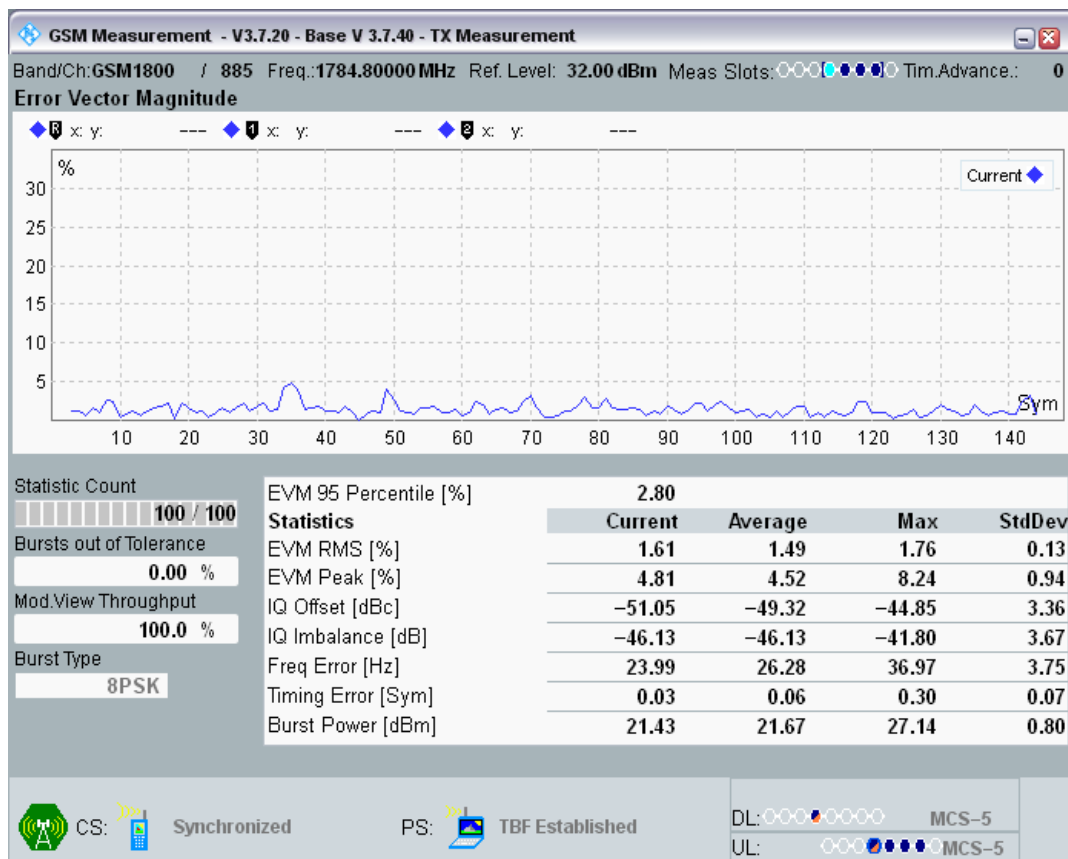 GSM Measurement - V3.7.20 - Base V 3.7.40 - TX Measurement
Band/Ch:GSM1800 / 885 Freq.:1784.80000 MHz Ref. Level: 32.00 dBm Meas Slots: Tim.Advance.: 0
Error Vector Magnitude
R x: y: --- 1 x: y: --- 2 x: y: ---
%
Current
30
25
20
15
10
5
Sym
10 20 30 40 50 60 70 80 90 100 110 120 130 140
Statistic Count
100 / 100
Bursts out of Tolerance
0.00 %
Mod.View Throughput
100.0 %
Burst Type
8PSK
EVM 95 Percentile [%] 2.80
Statistics Current Average Max StdDev
EVM RMS [%] 1.61 1.49 1.76 0.13
EVM Peak [%] 4.81 4.52 8.24 0.94
IQ Offset [dBc] −51.05 −49.32 −44.85 3.36
IQ Imbalance [dB] −46.13 −46.13 −41.80 3.67
Freq Error [Hz] 23.99 26.28 36.97 3.75
Timing Error [Sym] 0.03 0.06 0.30 0.07
Burst Power [dBm] 21.43 21.67 27.14 0.80
CS: Synchronized PS: TBF Established
DL: MCS−5
UL: MCS−5